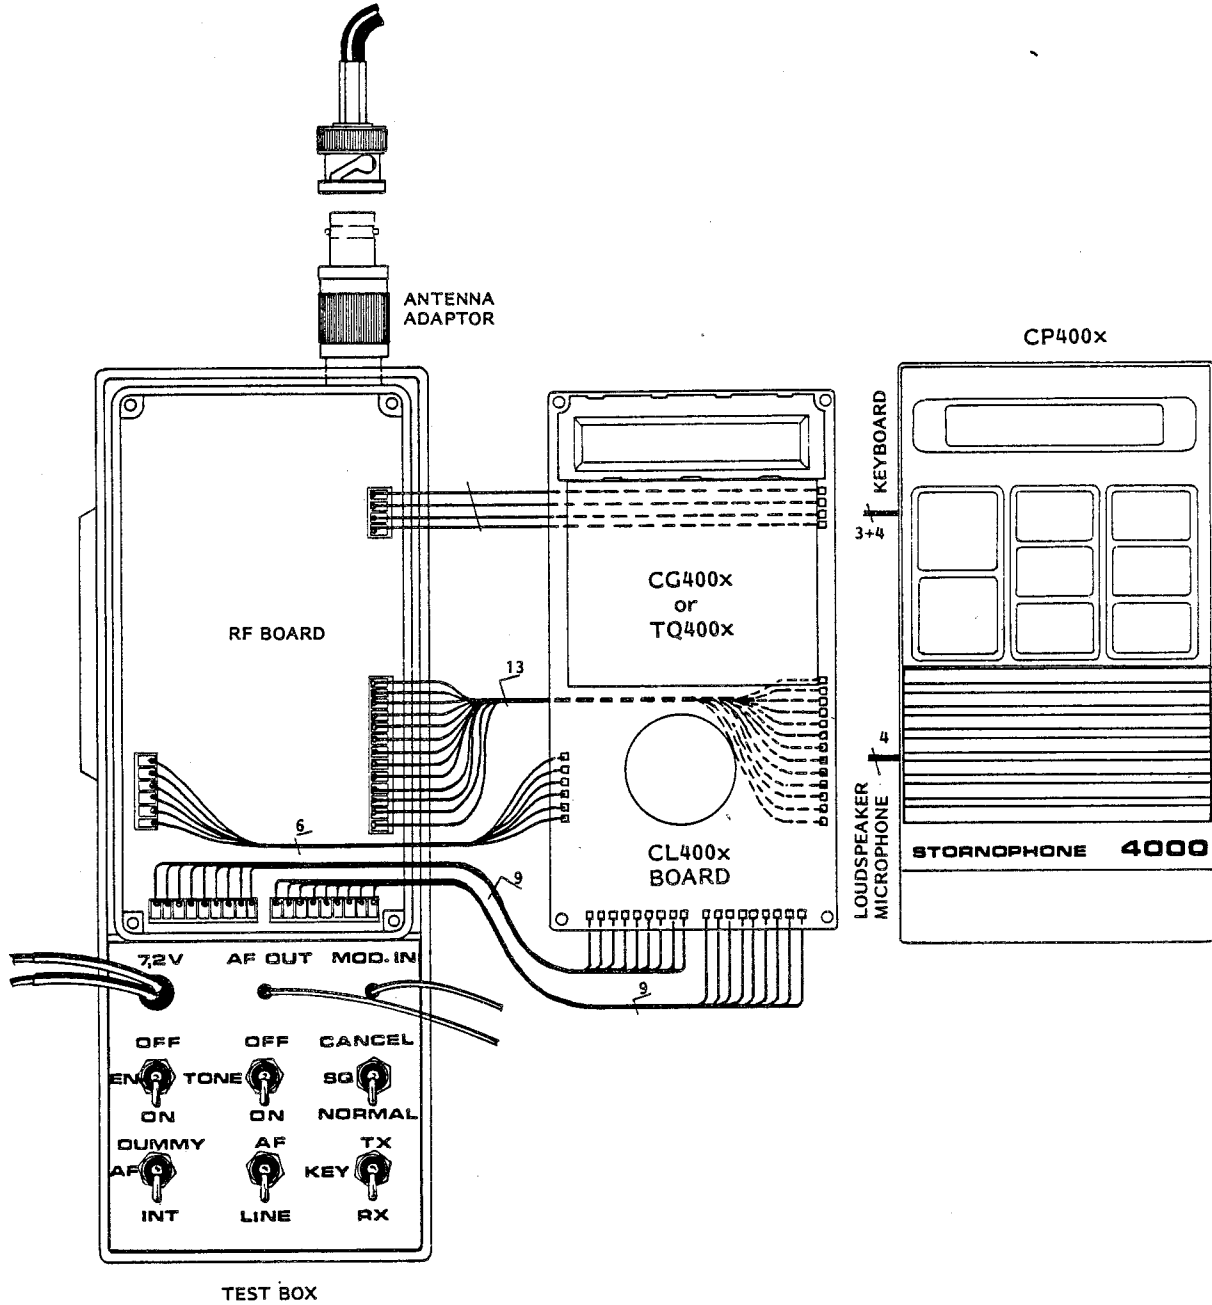 ANTENNA
ADAPTOR
CP400x
KEYBOARD
3+4
CG400x
or
TQ400x
RF BOARD
13
4
LOUDSPEAKER
MICROPHONE
6
CL400x
BOARD
9
9
STORNOPHONE 4000
7,2V AF OUT MOD. IN
OFF OFF CANCEL
EN TONE SQ
ON ON NORMAL
DUMMY AF TX
AF KEY
INT LINE RX
TEST BOX